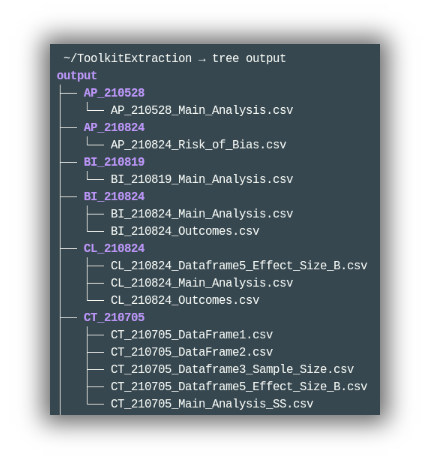 ~/ToolkitExtraction → tree output
output
├── AP_210528
│   └── AP_210528_Main_Analysis.csv
├── AP_210824
│   └── AP_210824_Risk_of_Bias.csv
├── BI_210819
│   └── BI_210819_Main_Analysis.csv
├── BI_210824
│   ├── BI_210824_Main_Analysis.csv
│   └── BI_210824_Outcomes.csv
├── CL_210824
│   ├── CL_210824_Dataframe5_Effect_Size_B.csv
│   ├── CL_210824_Main_Analysis.csv
│   └── CL_210824_Outcomes.csv
├── CT_210705
│   ├── CT_210705_DataFrame1.csv
│   ├── CT_210705_DataFrame2.csv
│   ├── CT_210705_Dataframe3_Sample_Size.csv
│   ├── CT_210705_Dataframe5_Effect_Size_B.csv
│   └── CT_210705_Main_Analysis_SS.csv